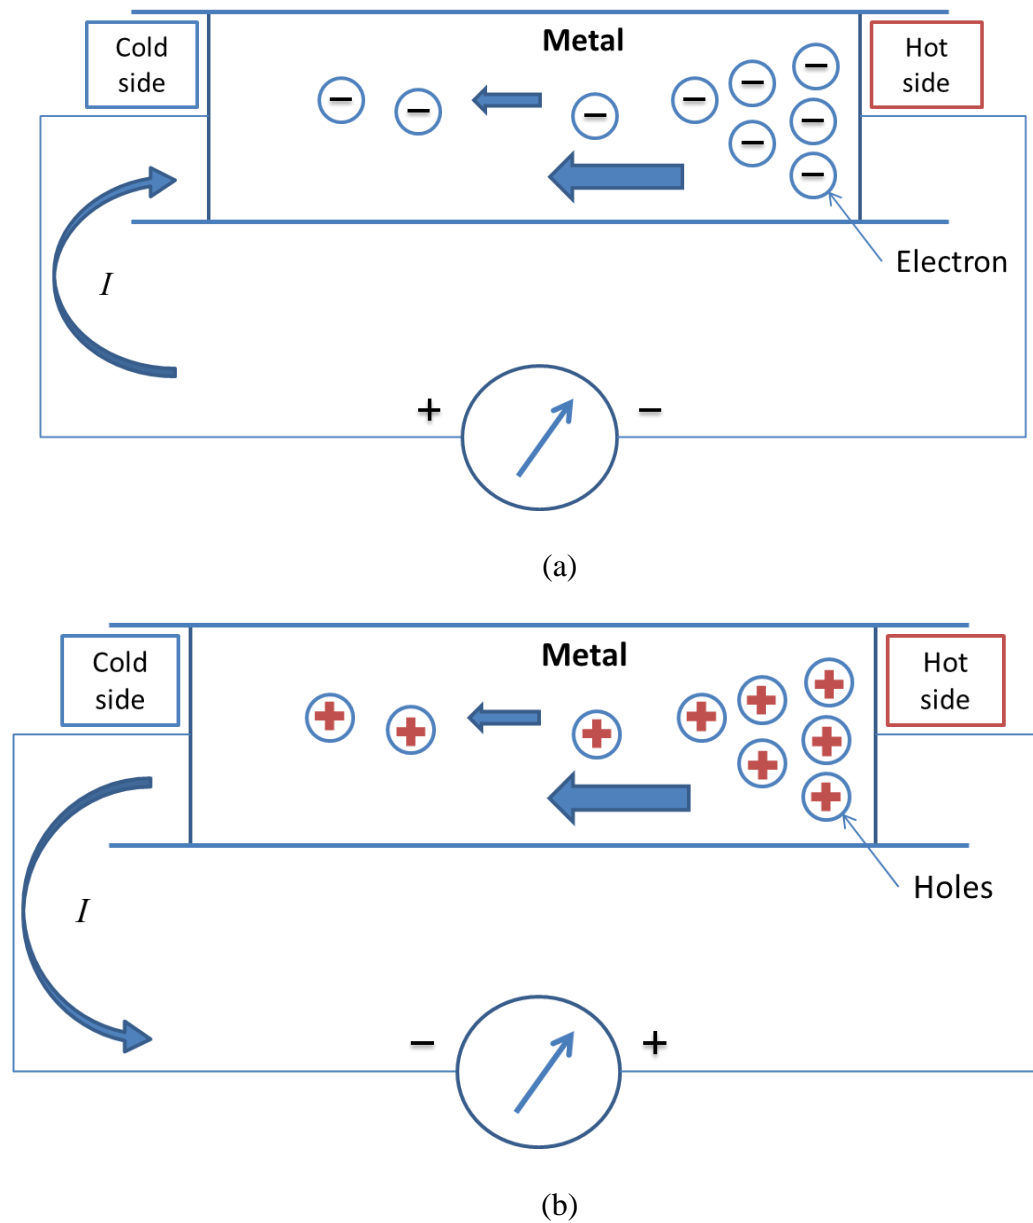 Cold
side
Metal
Hot
side
− − − − − − − − −
Electron
I
+ −
(a)
Cold
side
Metal
Hot
side
+ + + + + + + + +
Holes
I
− +
(b)